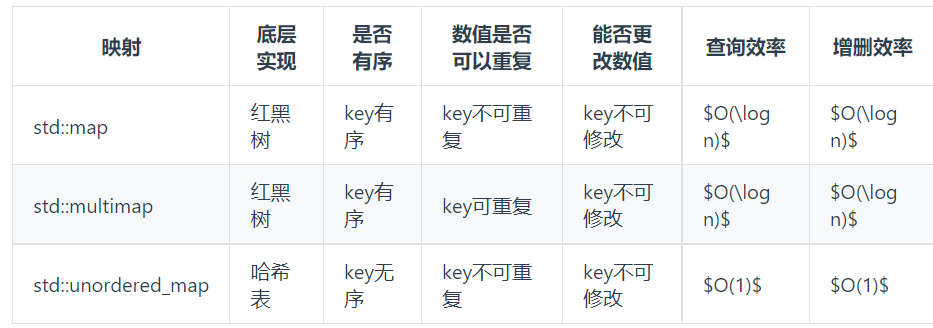 映射
底层
实现
是否
有序
数值是否
可以重复
能否更
改数值
查询效率
增删效率
std::map
红黑
树
key有
序
key不可重
复
key不可
修改
$O(\log
n)$
$O(\log
n)$
std::multimap
红黑
树
key有
序
key可重复
key不可
修改
$O(\log
n)$
$O(\log
n)$
std::unordered_map
哈希
表
key无
序
key不可重
复
key不可
修改
$O(1)$
$O(1)$